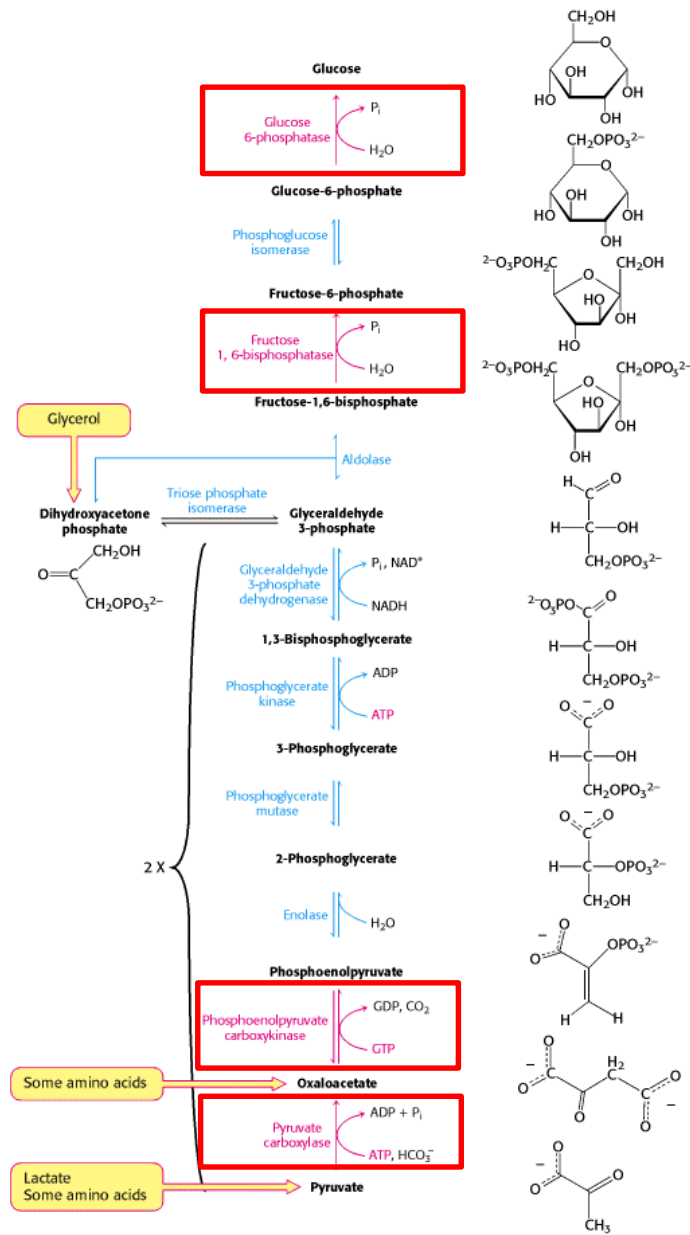 Glucose
Glucose
6-phosphatase
Pi
H2O
Glucose-6-phosphate
Phosphoglucose
isomerase
Fructose-6-phosphate
Fructose
1, 6-bisphosphatase
Pi
H2O
Fructose-1,6-bisphosphate
Glycerol
Aldolase
Dihydroxyacetone
phosphate
Triose phosphate
isomerase
Glyceraldehyde
3-phosphate
CH2OH
O
CH2OPO32–
Glyceraldehyde
3-phosphate
dehydrogenase
Pi, NAD+
NADH
1,3-Bisphosphoglycerate
Phosphoglycerate
kinase
ADP
ATP
3-Phosphoglycerate
Phosphoglycerate
mutase
2 X
2-Phosphoglycerate
Enolase
H2O
Phosphoenolpyruvate
Phosphoenolpyruvate
carboxykinase
GDP, CO2
GTP
Some amino acids
Oxaloacetate
Pyruvate
carboxylase
ADP + Pi
ATP, HCO3–
Lactate
Some amino acids
Pyruvate
CH2OH
O
OH
HO
OH
OH
CH2OPO32–
O
OH
HO
OH
OH
2–O3POH2C
CH2OH
O
HO
OH
HO
2–O3POH2C
CH2OPO32–
O
HO
OH
OH
H
O
C
H
C
OH
CH2OPO32–
2–O3PO
O
C
H
C
OH
CH2OPO32–
–
O
O
C
H
C
OH
CH2OPO32–
–
O
O
C
H
C
OPO32–
CH2OH
–
O
C
O
OPO32–
H
H
–
O
C
O
H2
C
O
C
O
O
–
–
O
C
O
O
CH3